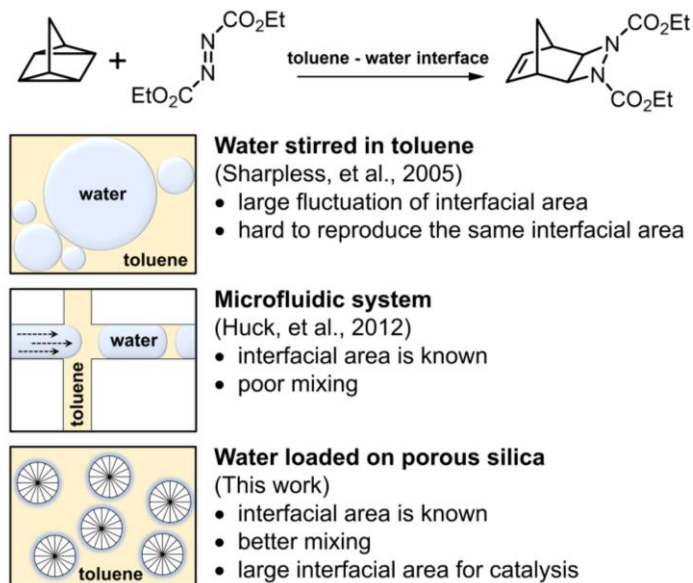 CO2Et
N
N
EtO2C
+
toluene - water interface
CO2Et
N
N
CO2Et
water
toluene
Water stirred in toluene
(Sharpless, et al., 2005)
• large fluctuation of interfacial area
• hard to reproduce the same interfacial area
water
toluene
Microfluidic system
(Huck, et al., 2012)
• interfacial area is known
• poor mixing
toluene
Water loaded on porous silica
(This work)
• interfacial area is known
• better mixing
• large interfacial area for catalysis